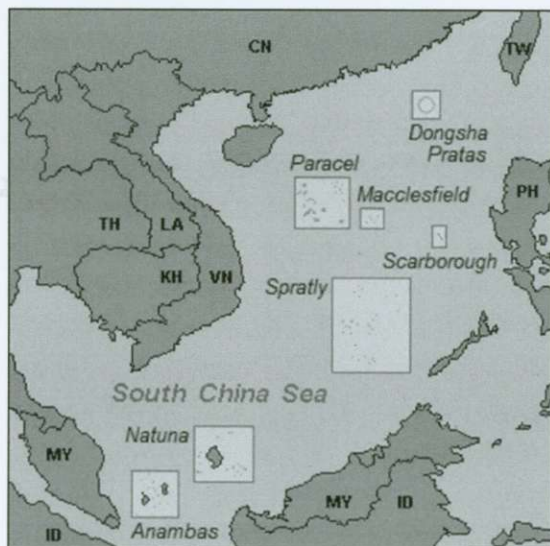 CN
TW
Dongsha
Pratas
Paracel
Macclesfield
PH
TH
LA
Scarborough
KH
VN
Spratly
South China Sea
Natuna
MY
MY
ID
Anambas
ID